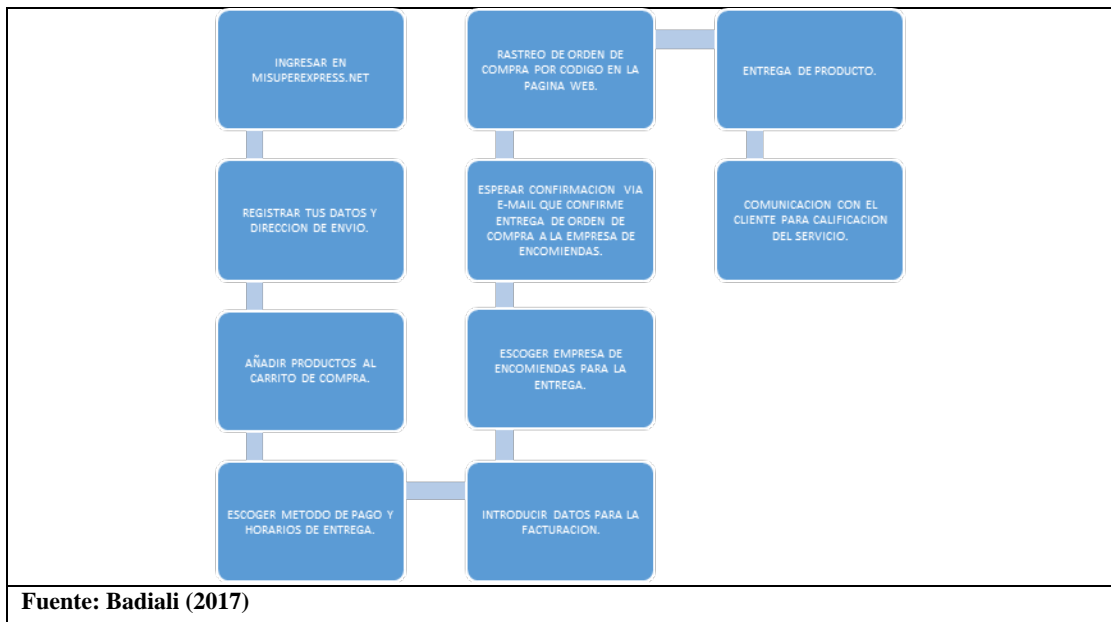 INGRESAR EN
MISUPEREXPRESS.NET
REGISTRAR TUS DATOS Y
DIRECCION DE ENVIO.
AÑADIR PRODUCTOS AL
CARRITO DE COMPRA.
ESCOGER METODO DE PAGO Y
HORARIOS DE ENTREGA.
INTRODUCIR DATOS PARA LA
FACTURACION.
ESCOGER EMPRESA DE
ENCOMIENDAS PARA LA
ENTREGA.
ESPERAR CONFIRMACION VIA
E-MAIL QUE CONFIRME
ENTREGA DE ORDEN DE
COMPRA A LA EMPRESA DE
ENCOMIENDAS.
RASTREO DE ORDEN DE
COMPRA POR CODIGO EN LA
PAGINA WEB.
ENTREGA DE PRODUCTO.
COMUNICACION CON EL
CLIENTE PARA CALIFICACION
DEL SERVICIO.
Fuente: Badiali (2017)